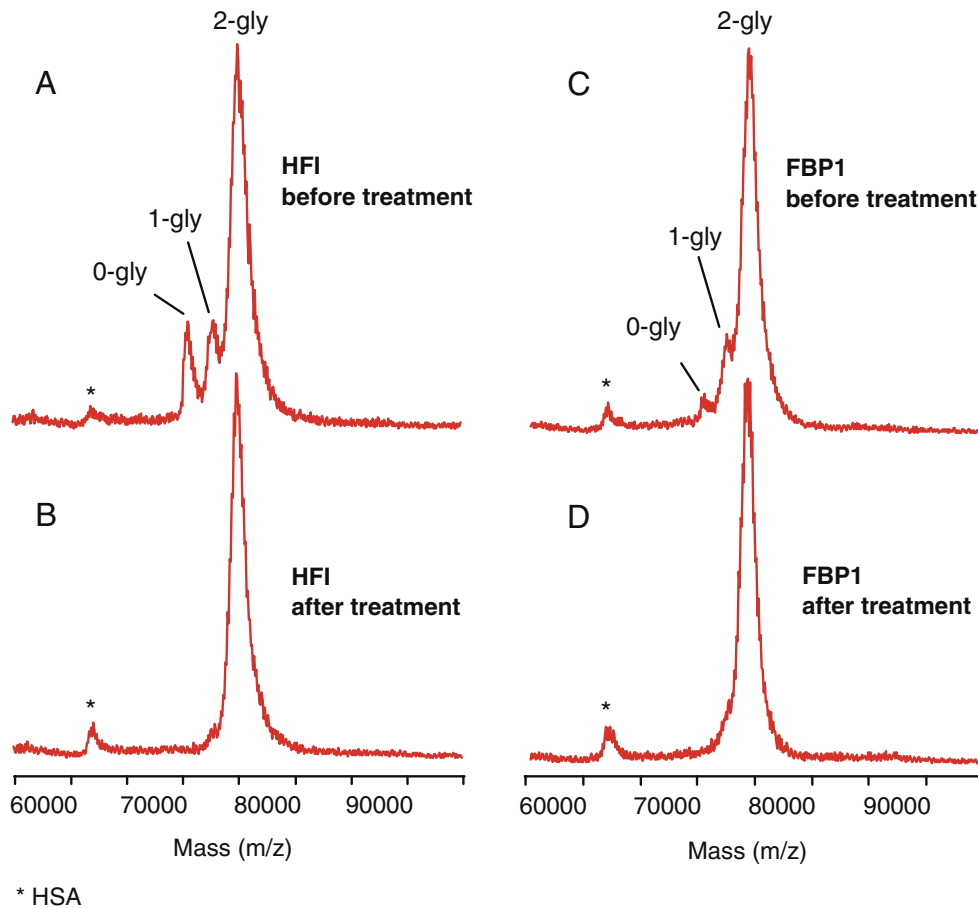 2-gly
A
HFI
before treatment
1-gly
0-gly
*
2-gly
C
FBP1
before treatment
1-gly
0-gly
*
B
HFI
after treatment
*
D
FBP1
after treatment
*
60000 70000 80000 90000
Mass (m/z)
60000 70000 80000 90000
Mass (m/z)
* HSA